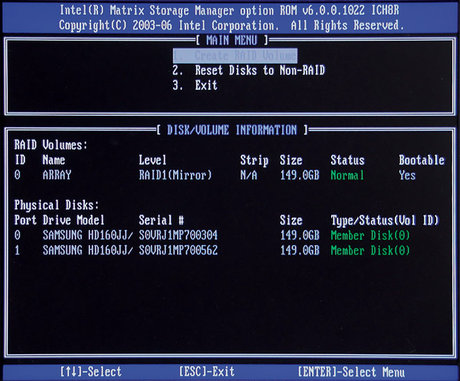 Intel(R) Matrix Storage Manager option ROM v6.0.0.1022 ICH8R
Copyright(C) 2003-06 Intel Corporation. All Rights Reserved.
[ MAIN MENU ]
1. Create RAID Volume
2. Reset Disks to Non-RAID
3. Exit
[ DISK/VOLUME INFORMATION ]
RAID Volumes:
ID Name Level Strip Size Status Bootable
0 ARRAY RAID1(Mirror) N/A 149.0GB Normal Yes
Physical Disks:
Port Drive Model Serial # Size Type/Status(Vol ID)
0 SAMSUNG HD160JJ/ S0VRJ1MP700304 149.0GB Member Disk(0)
1 SAMSUNG HD160JJ/ S0VRJ1MP700562 149.0GB Member Disk(0)
[↑↓]-Select [ESC]-Exit [ENTER]-Select Menu